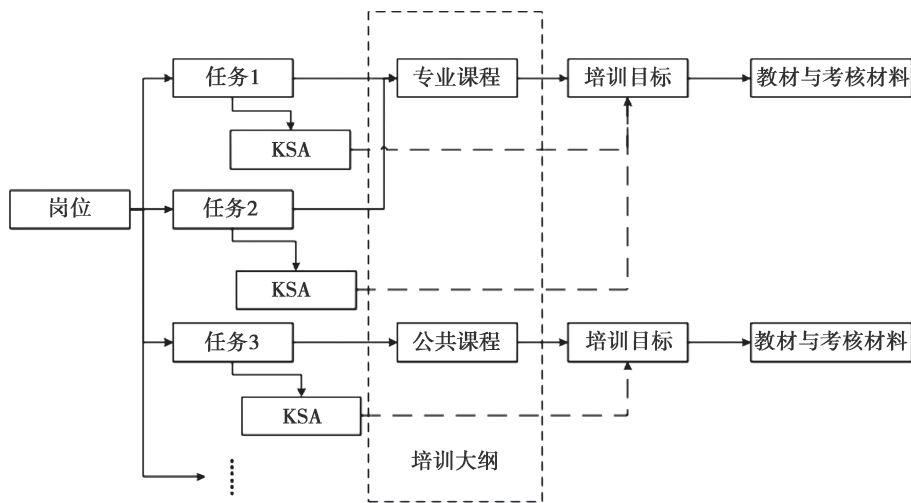 任务1
专业课程
培训目标
教材与考核材料
KSA
岗位
任务2
KSA
任务3
公共课程
培训目标
教材与考核材料
KSA
培训大纲